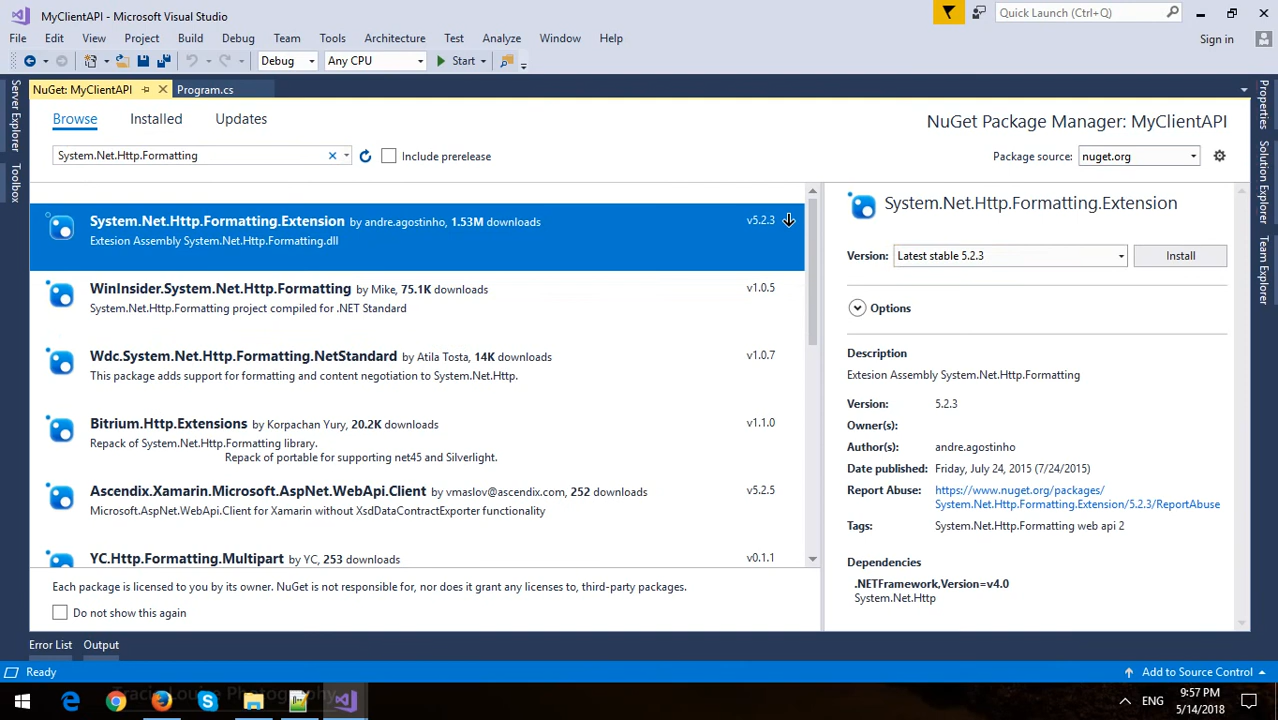 MyClientAPI - Microsoft Visual Studio
Quick Launch (Ctrl+Q)
File Edit View Project Build Debug Team Tools Architecture Test Analyze Window Help
Sign in
Debug Any CPU Start
NuGet: MyClientAPI Program.cs
Server Explorer
Toolbox
Properties
Solution Explorer
Team Explorer
Browse Installed Updates
NuGet Package Manager: MyClientAPI
System.Net.Http.Formatting Include prerelease
Package source: nuget.org
System.Net.Http.Formatting.Extension by andre.agostinho, 1.53M downloads v5.2.3
Extesion Assembly System.Net.Http.Formatting.dll
WinInsider.System.Net.Http.Formatting by Mike, 75.1K downloads v1.0.5
System.Net.Http.Formatting project compiled for .NET Standard
Wdc.System.Net.Http.Formatting.NetStandard by Atila Tosta, 14K downloads v1.0.7
This package adds support for formatting and content negotiation to System.Net.Http.
Bitrium.Http.Extensions by Korpachan Yury, 20.2K downloads v1.1.0
Repack of System.Net.Http.Formatting library.
Repack of portable for supporting net45 and Silverlight.
Ascendix.Xamarin.Microsoft.AspNet.WebApi.Client by vmaslov@ascendix.com, 252 downloads v5.2.5
Microsoft.AspNet.WebApi.Client for Xamarin without XsdDataContractExporter functionality
YC.Http.Formatting.Multipart by YC, 253 downloads v0.1.1
Each package is licensed to you by its owner. NuGet is not responsible for, nor does it grant any licenses to, third-party packages.
Do not show this again
System.Net.Http.Formatting.Extension
Version: Latest stable 5.2.3 Install
Options
Description
Extesion Assembly System.Net.Http.Formatting
Version: 5.2.3
Owner(s):
Author(s): andre.agostinho
Date published: Friday, July 24, 2015 (7/24/2015)
Report Abuse: https://www.nuget.org/packages/
System.Net.Http.Formatting.Extension/5.2.3/ReportAbuse
Tags: System.Net.Http.Formatting web api 2
Dependencies
.NETFramework,Version=v4.0
System.Net.Http
Error List Output
Ready
Add to Source Control
Tracie Louise Photography
ENG
9:57 PM
5/14/2018